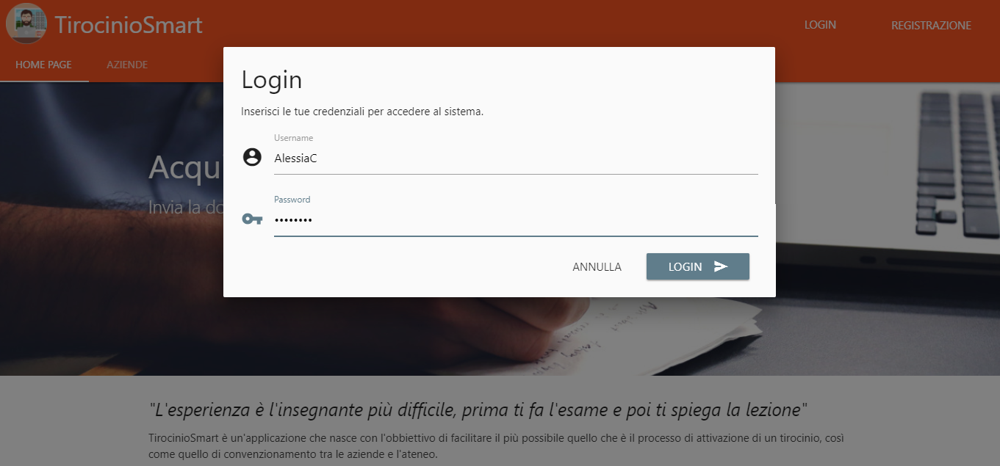 TirocinioSmart
LOGIN
REGISTRAZIONE
HOME PAGE
AZIENDE
Login
Inserisci le tue credenziali per accedere al sistema.
Username
AlessiaC
Password
••••••••
ANNULLA
LOGIN
Acqui
Invia la do
"L'esperienza è l'insegnante più difficile, prima ti fa l'esame e poi ti spiega la lezione"
TirocinioSmart è un'applicazione che nasce con l'obbiettivo di facilitare il più possibile quello che è il processo di attivazione di un tirocinio, così
come quello di convenzionamento tra le aziende e l'ateneo.